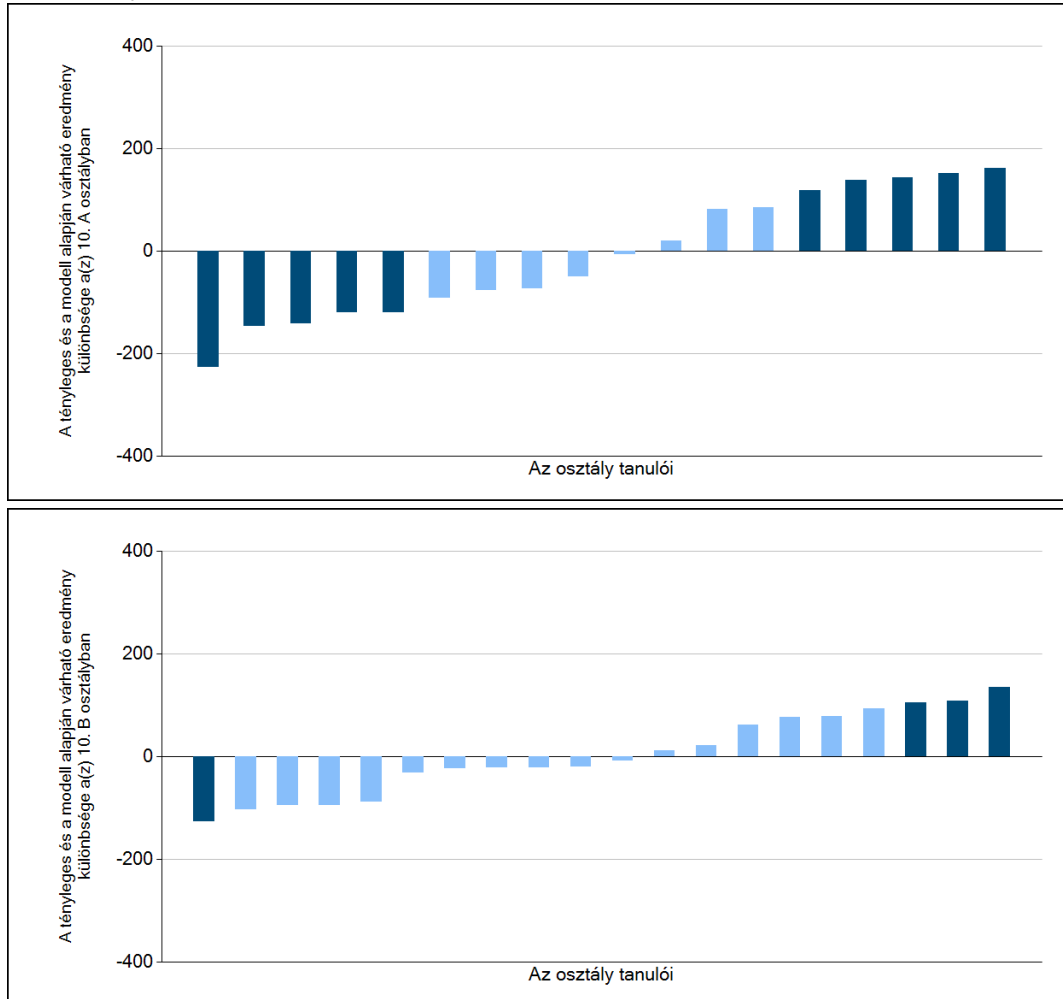 A tényleges és a modell alapján várható eredmény
különbsége a(z) 10. A osztályban
400
200
0
-200
-400
Az osztály tanulói
A tényleges és a modell alapján várható eredmény
különbsége a(z) 10. B osztályban
400
200
0
-200
-400
Az osztály tanulói